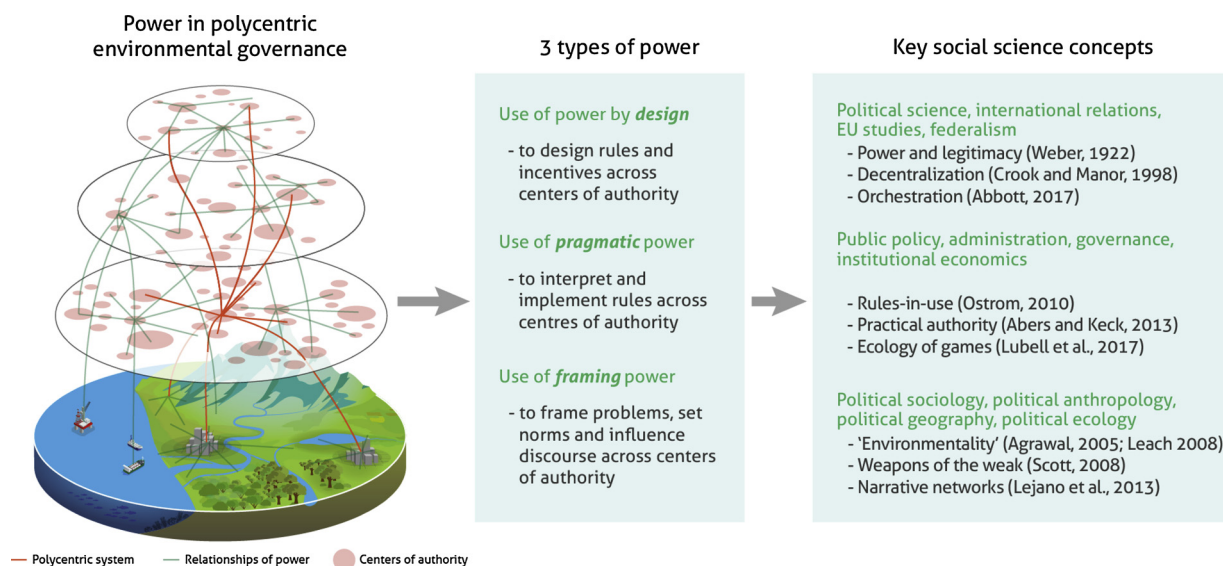 Power in polycentric
environmental governance
Polycentric system
Relationships of power
Centers of authority
3 types of power
Use of power by design
- to design rules and
incentives across
centers of authority
Use of pragmatic power
- to interpret and
implement rules across
centres of authority
Use of framing power
- to frame problems, set
norms and influence
discourse across centers
of authority
Key social science concepts
Political science, international relations,
EU studies, federalism
- Power and legitimacy (Weber, 1922)
- Decentralization (Crook and Manor, 1998)
- Orchestration (Abbott, 2017)
Public policy, administration, governance,
institutional economics
- Rules-in-use (Ostrom, 2010)
- Practical authority (Abers and Keck, 2013)
- Ecology of games (Lubell et al., 2017)
Political sociology, political anthropology,
political geography, political ecology
- ‘Environmentality’ (Agrawal, 2005; Leach 2008)
- Weapons of the weak (Scott, 2008)
- Narrative networks (Lejano et al., 2013)